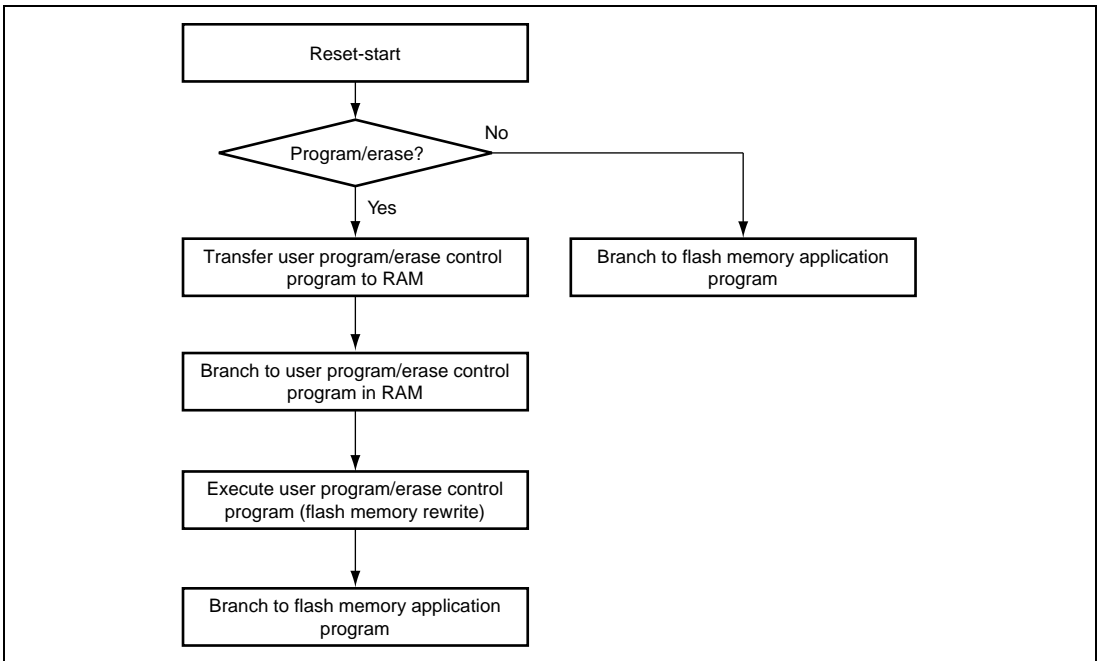 Reset-start
Program/erase?
No
Yes
Transfer user program/erase control
program to RAM
Branch to flash memory application
program
Branch to user program/erase control
program in RAM
Execute user program/erase control
program (flash memory rewrite)
Branch to flash memory application
program